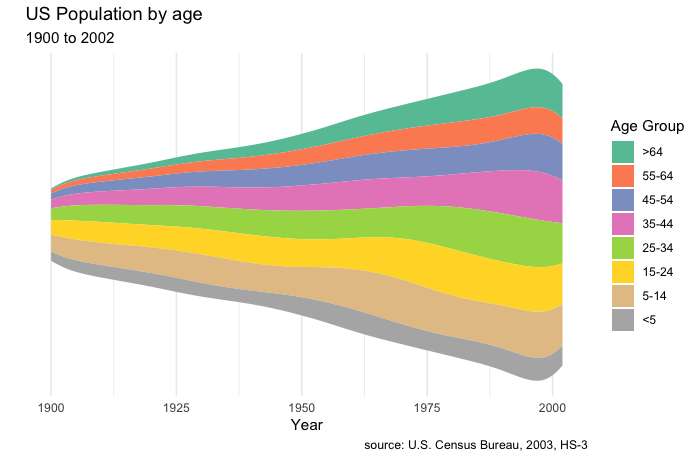 US Population by age
1900 to 2002
Age Group
>64
55-64
45-54
35-44
25-34
15-24
5-14
<5
1900 1925 1950 1975 2000
Year
source: U.S. Census Bureau, 2003, HS-3